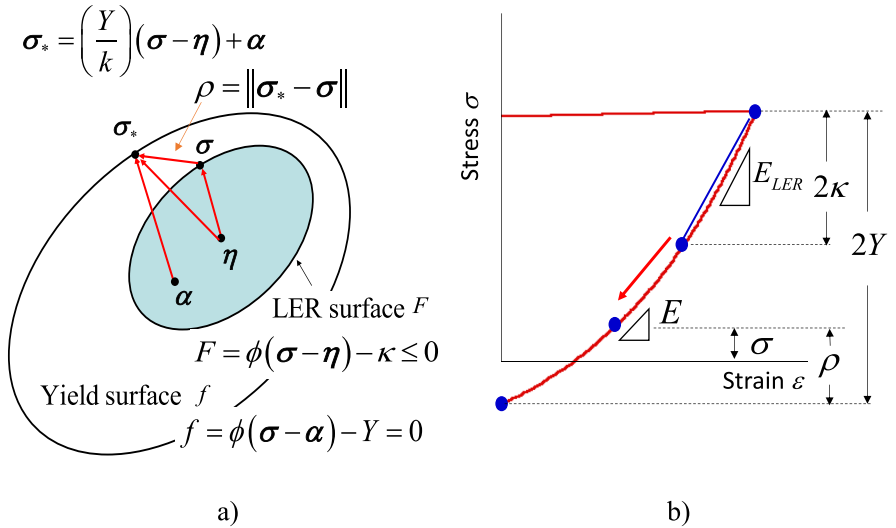 σ* = (Y/k)(σ−η)+α
ρ = ‖σ* − σ‖
σ*
σ
η
α
LER surface F
F = ϕ(σ−η)−κ ≤ 0
Yield surface f
f = ϕ(σ−α)−Y = 0
a)
Stress σ
E_LER
2κ
2Y
E
σ
ρ
Strain ε
b)